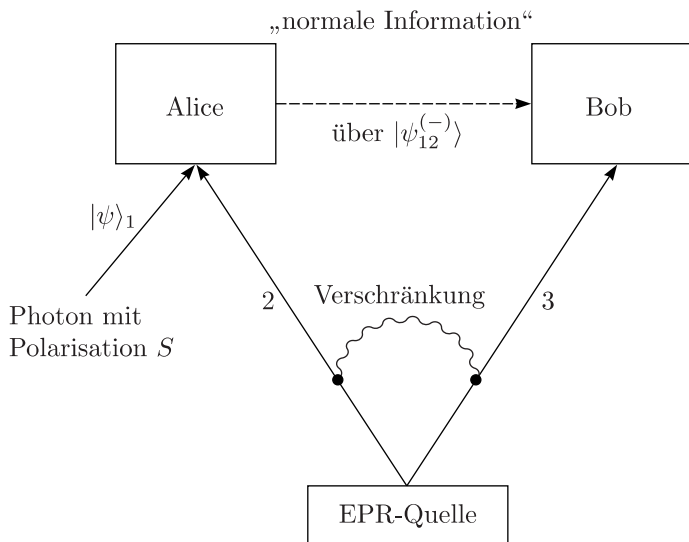 „normale Information“
Alice
Bob
über |ψ₁₂⁽⁻⁾⟩
|ψ⟩₁
2
Verschränkung
3
Photon mit
Polarisation S
EPR-Quelle